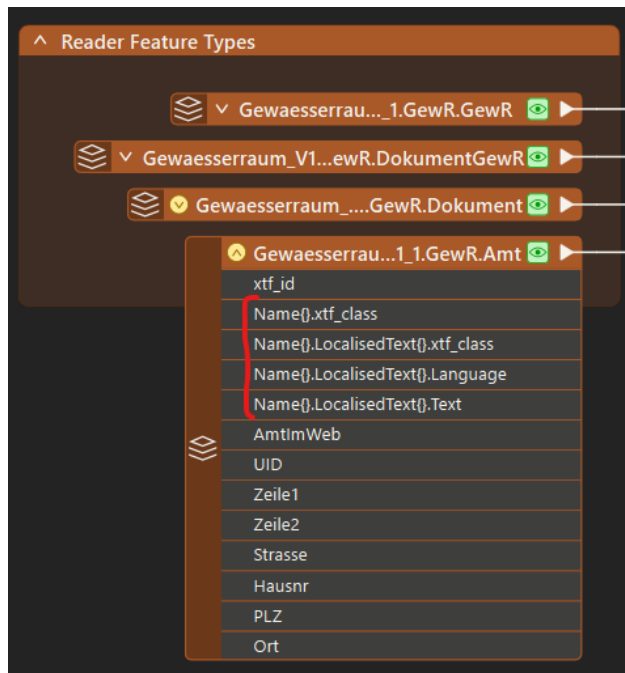 Reader Feature Types
Gewaesserrau..._1.GewR.GewR
Gewaesserraum_V1...ewR.DokumentGewR
Gewaesserraum_....GewR.Dokument
Gewaesserrau...1_1.GewR.Amt
xtf_id
Name{}.xtf_class
Name{}.LocalisedText{}.xtf_class
Name{}.LocalisedText{}.Language
Name{}.LocalisedText{}.Text
AmtImWeb
UID
Zeile1
Zeile2
Strasse
Hausnr
PLZ
Ort